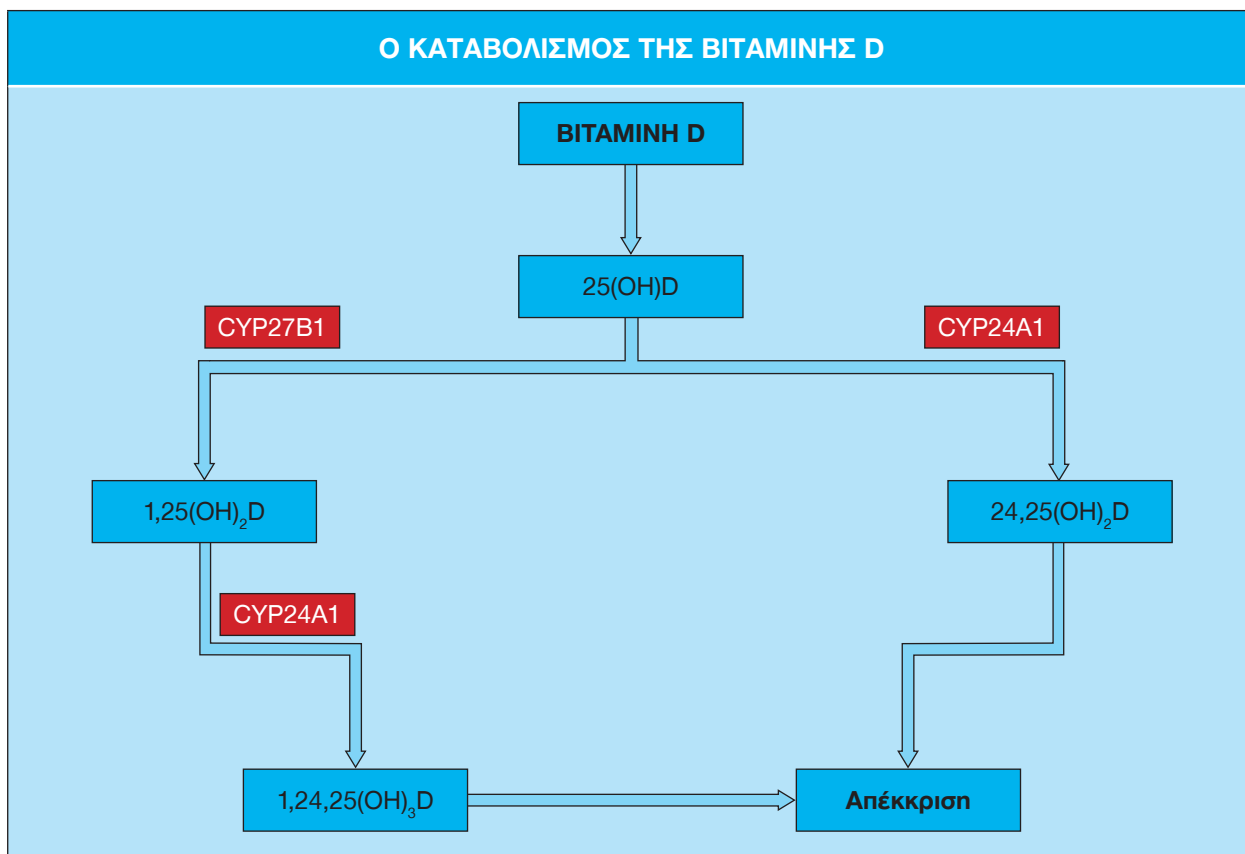 Ο ΚΑΤΑΒΟΛΙΣΜΟΣ ΤΗΣ ΒΙΤΑΜΙΝΗΣ D
ΒΙΤΑΜΙΝΗ D
25(OH)D
CYP27B1
CYP24A1
1,25(OH)₂D
24,25(OH)₂D
CYP24A1
1,24,25(OH)₃D
Απέκκριση